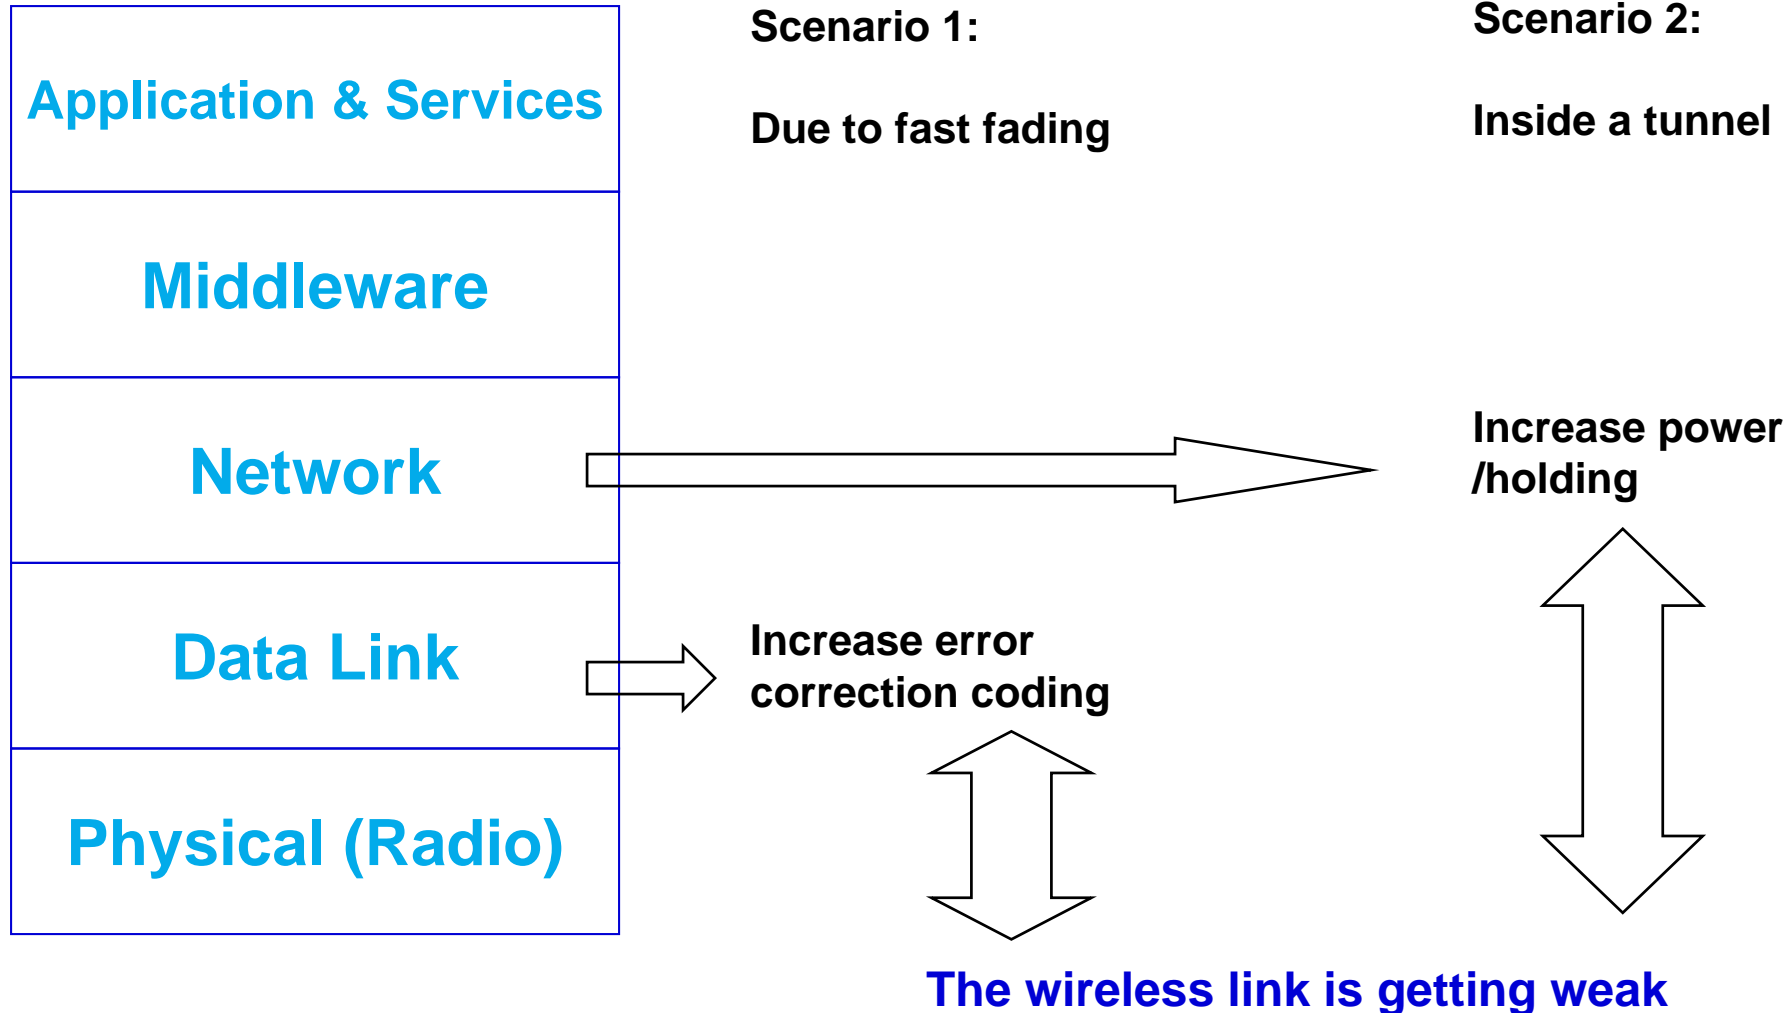 Application & Services
Middleware
Network
Data Link
Physical (Radio)
Scenario 1:
Due to fast fading
Increase error
correction coding
Scenario 2:
Inside a tunnel
Increase power
/holding
The wireless link is getting weak